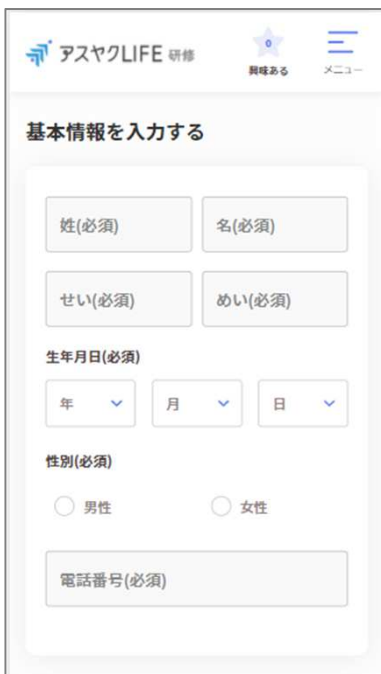 アスヤクLIFE 研修
0
興味ある
メニュー
基本情報を入力する
姓(必須)
名(必須)
せい(必須)
めい(必須)
生年月日(必須)
年
月
日
性別(必須)
男性
女性
電話番号(必須)